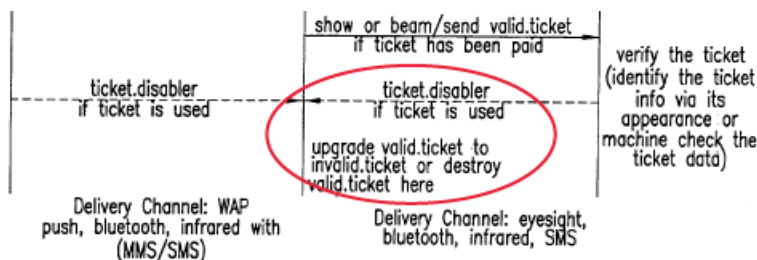 show or beam/send valid.ticket
if ticket has been paid
verify the ticket
(identify the ticket
info via its
appearance or
machine check the
ticket data)
ticket.disabler
if ticket is used
ticket.disabler
if ticket is used
upgrade valid.ticket to
invalid.ticket or destroy
valid.ticket here
Delivery Channel: WAP
push, bluetooth, infrared with
(MMS/SMS)
Delivery Channel: eyesight,
bluetooth, infrared, SMS